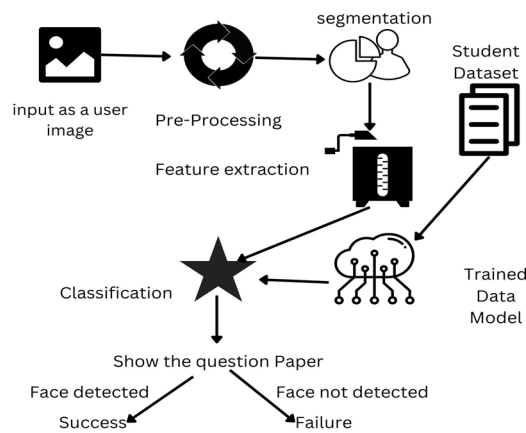 segmentation
Student
Dataset
input as a user
image
Pre-Processing
Feature extraction
Classification
Trained
Data
Model
Show the question Paper
Face detected
Face not detected
Success
Failure